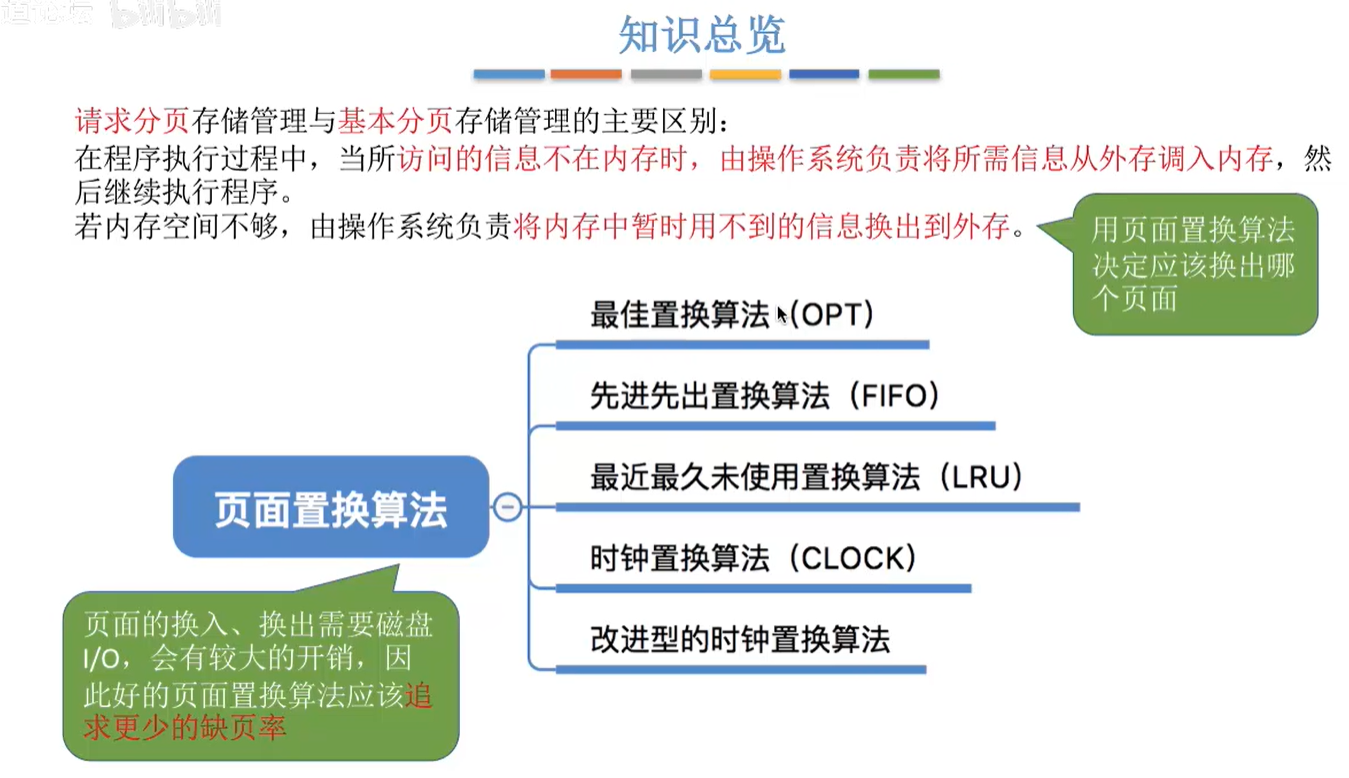 道论坛 bilibili
知识总览
请求分页存储管理与基本分页存储管理的主要区别：
在程序执行过程中，当所访问的信息不在内存时，由操作系统负责将所需信息从外存调入内存，然
后继续执行程序。
若内存空间不够，由操作系统负责将内存中暂时用不到的信息换出到外存。
用页面置换算法
决定应该换出哪
个页面
最佳置换算法（OPT）
先进先出置换算法（FIFO）
最近最久未使用置换算法（LRU）
时钟置换算法（CLOCK）
改进型的时钟置换算法
页面置换算法
页面的换入、换出需要磁盘
I/O，会有较大的开销，因
此好的页面置换算法应该追
求更少的缺页率